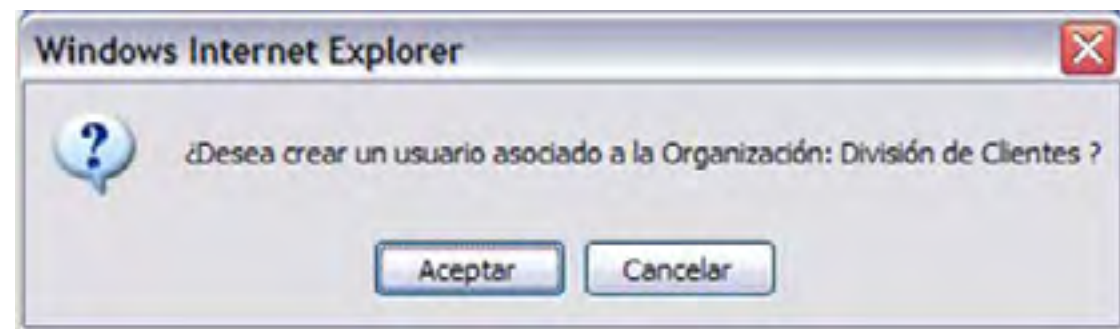 Windows Internet Explorer
?
¿Desea crear un usuario asociado a la Organización: División de Clientes ?
Aceptar
Cancelar